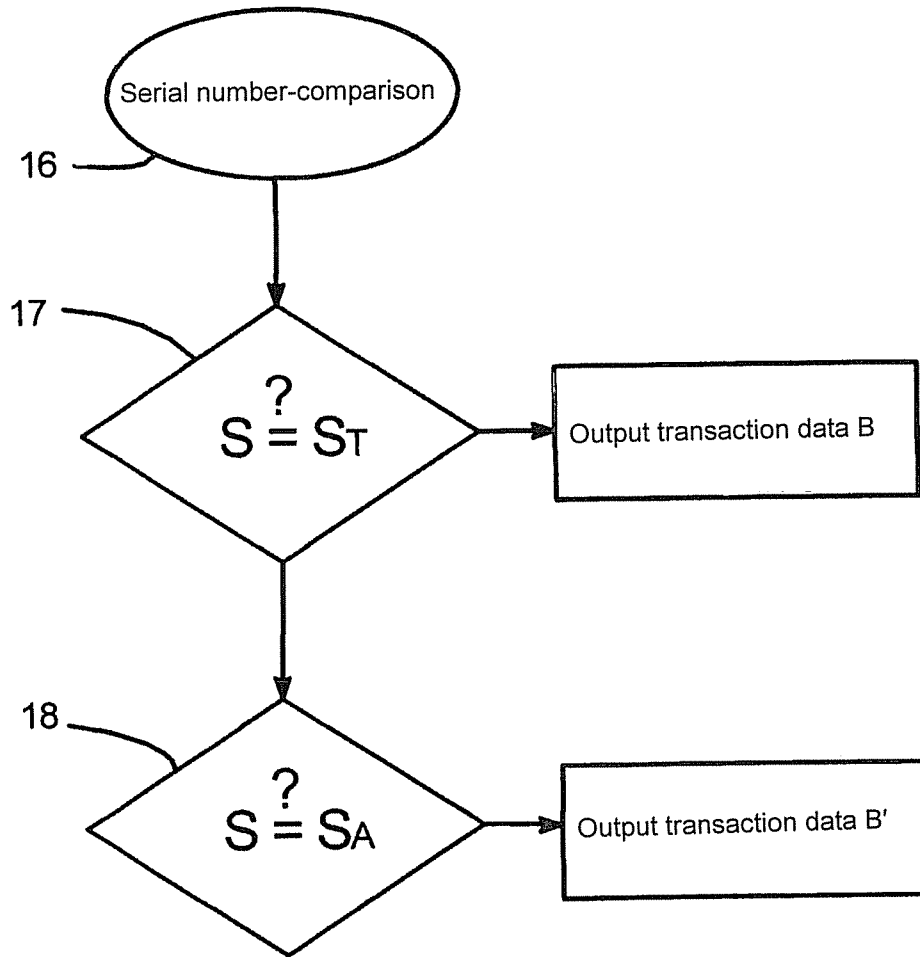 Serial number-comparison
16
17
?
S = ST
Output transaction data B
18
?
S = SA
Output transaction data B'